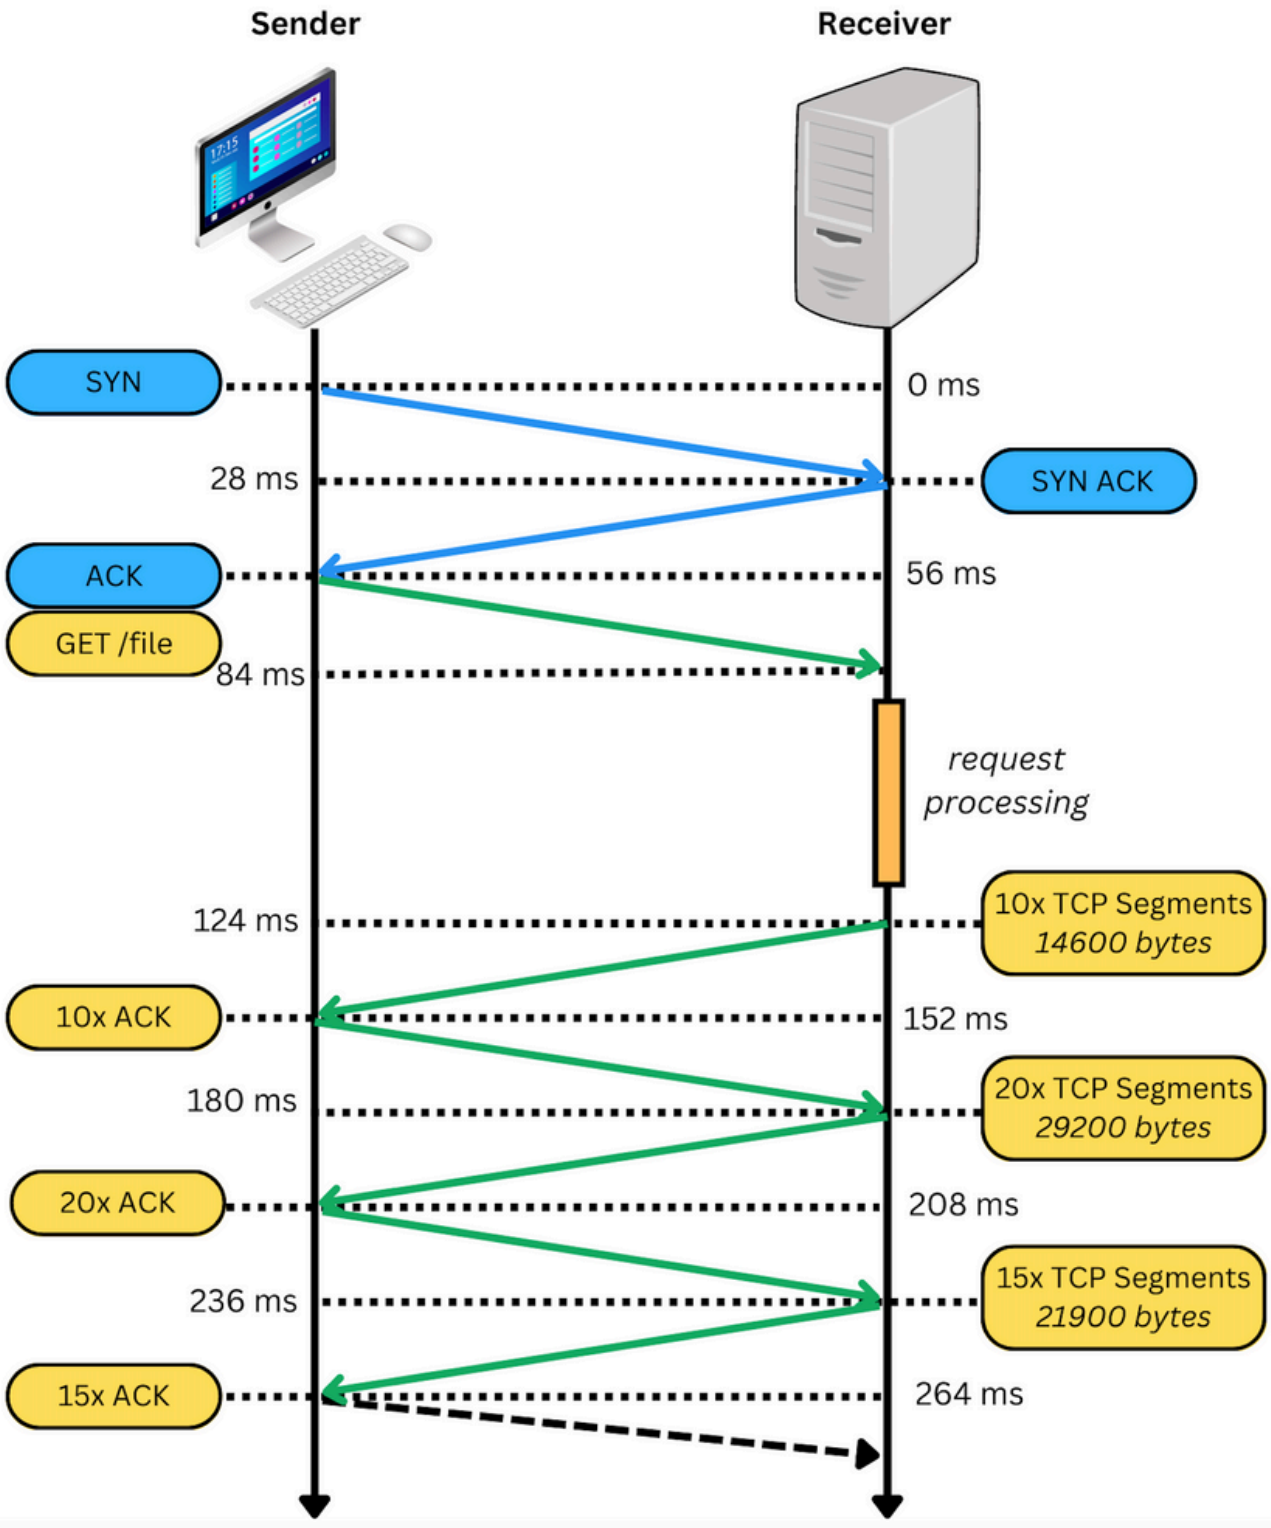 Sender
Receiver
17:15
SYN
0 ms
28 ms
SYN ACK
ACK
56 ms
GET /file
84 ms
request
processing
124 ms
10x TCP Segments
14600 bytes
10x ACK
152 ms
180 ms
20x TCP Segments
29200 bytes
20x ACK
208 ms
236 ms
15x TCP Segments
21900 bytes
15x ACK
264 ms